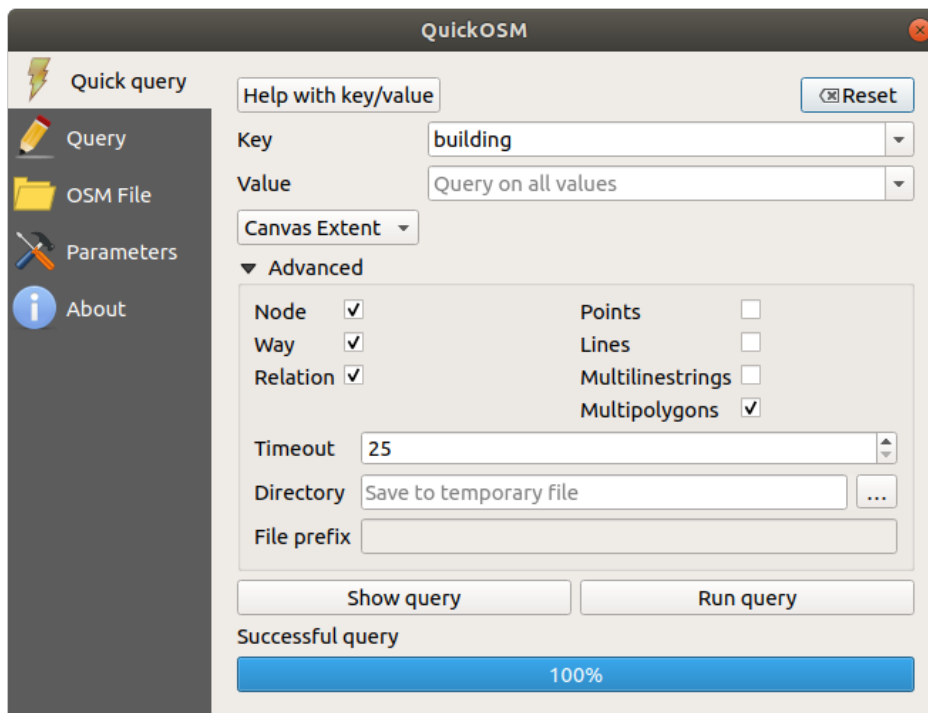 QuickOSM
Quick query
Query
OSM File
Parameters
About
Help with key/value
Reset
Key building
Value Query on all values
Canvas Extent
Advanced
Node Points
Way Lines
Relation Multilinestrings
Multipolygons
Timeout 25
Directory Save to temporary file ...
File prefix
Show query Run query
Successful query
100%